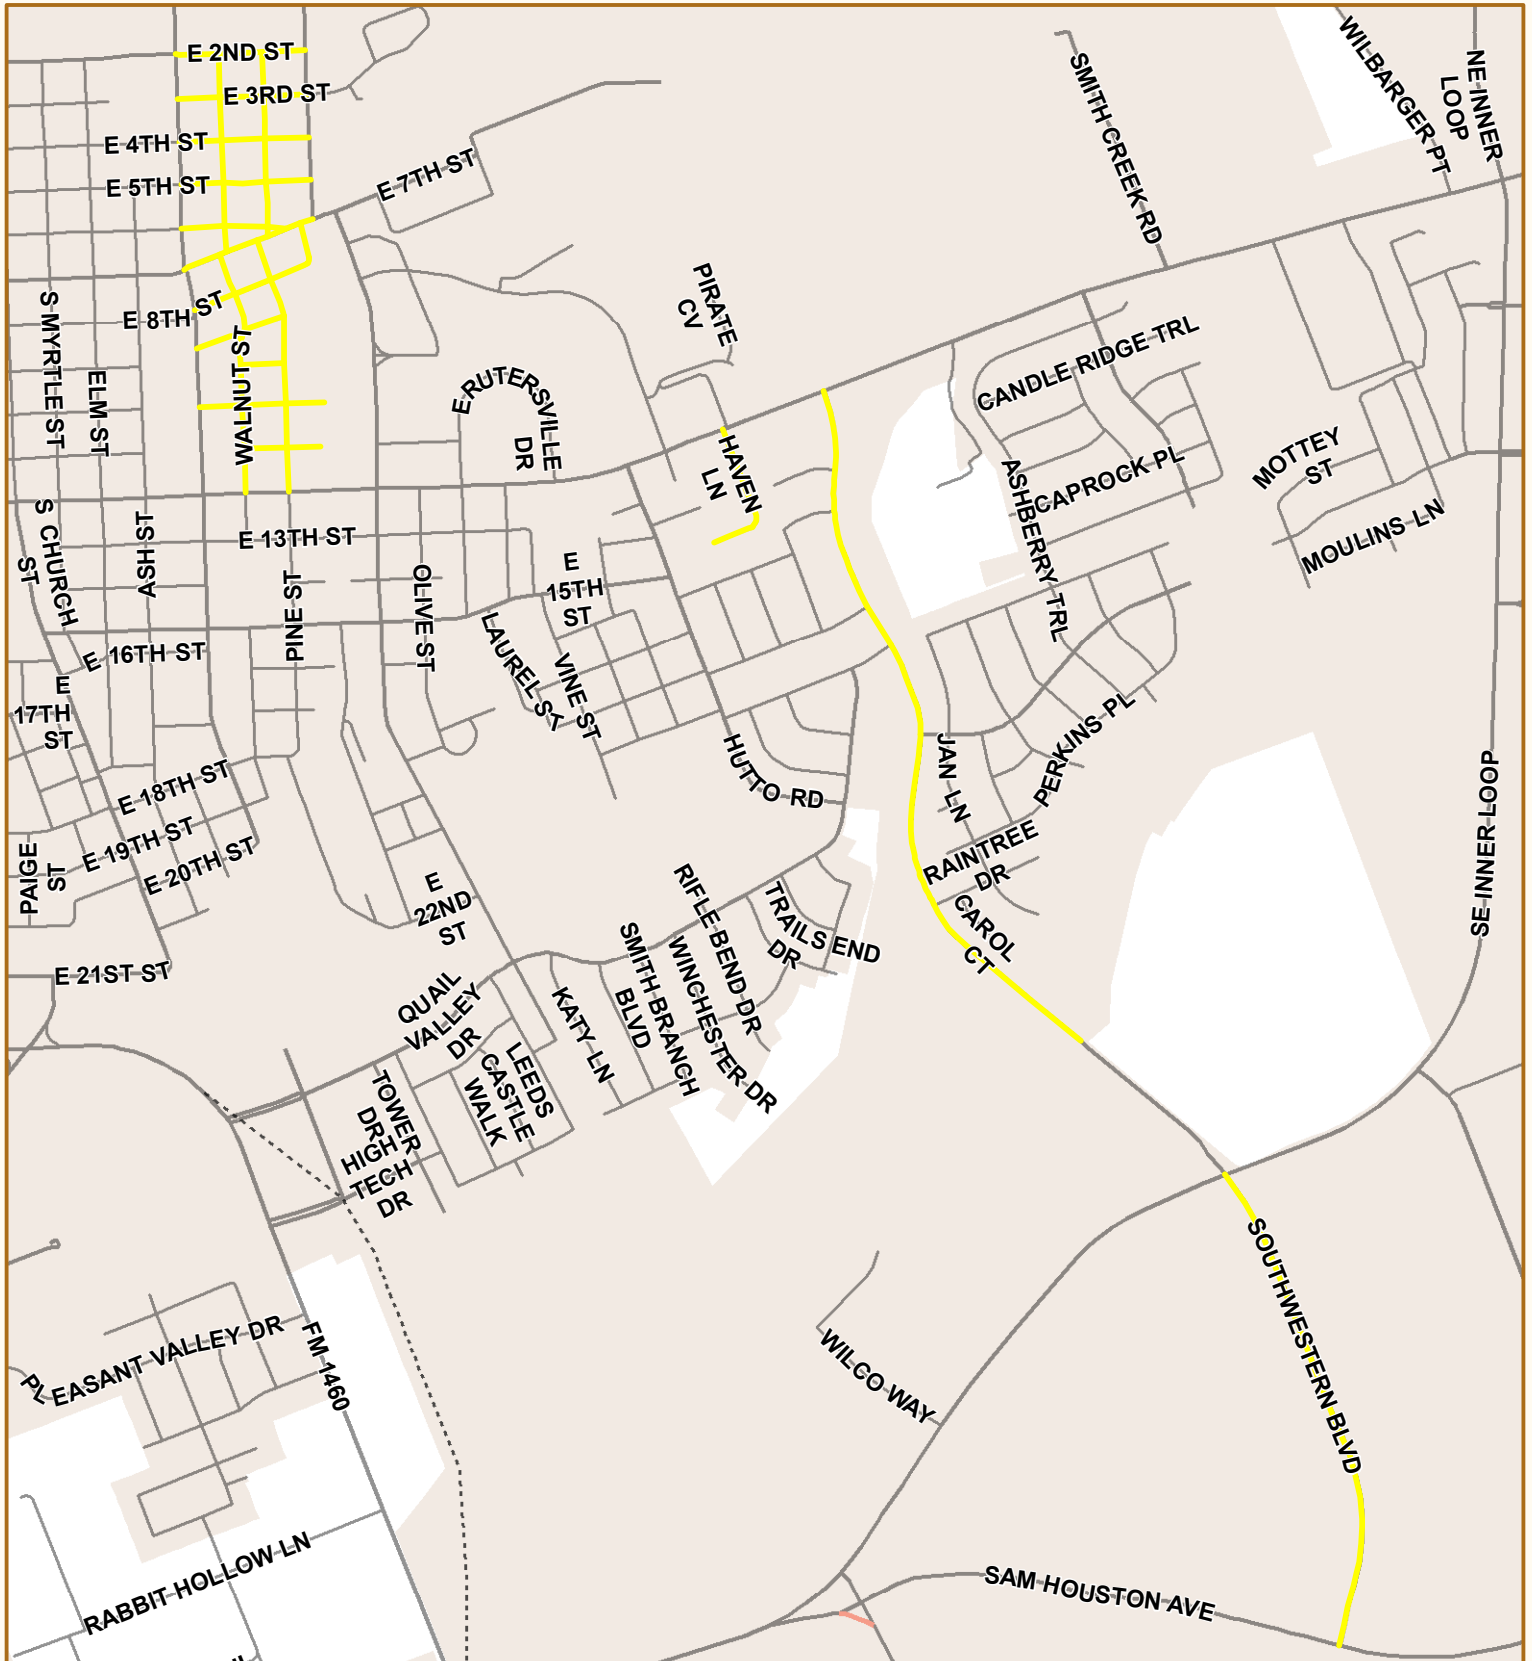 E 2ND ST
E 3RD ST
E 4TH ST
E 5TH ST
E 7TH ST
SMITH CREEK RD
WILBARGER PT
NE INNER
LOOP
E 8TH ST
S MYRTLE ST
ELM ST
WALNUT ST
PIRATE
CV
E RUTERSVILLE
DR
CANDLE RIDGE TRL
HAVEN
LN
ASHBERRY TRL
CAPROCK PL
MOTTEY
ST
MOULINS LN
S CHURCH
ST
ASH ST
E 13TH ST
PINE ST
OLIVE ST
E
15TH
ST
E 16TH ST
E
17TH
ST
LAUREL ST
VINE ST
HUTTO RD
JAN LN
PERKINS PL
SE INNER LOOP
E 18TH ST
E 19TH ST
E 20TH ST
PAIGE
ST
RAINTREE
DR
CAROL
CT
E
22ND
ST
E 21ST ST
RIFLE BEND DR
TRAILS END
DR
SMITH BRANCH
BLVD
WINCHESTER DR
QUAIL
VALLEY
DR
KATY LN
LEEDS
CASTLE
WALK
TOWER
DR
HIGH
TECH
DR
SOUTHWESTERN BLVD
PLEASANT VALLEY DR
FM 1460
WILCO WAY
RABBIT HOLLOW LN
SAM HOUSTON AVE